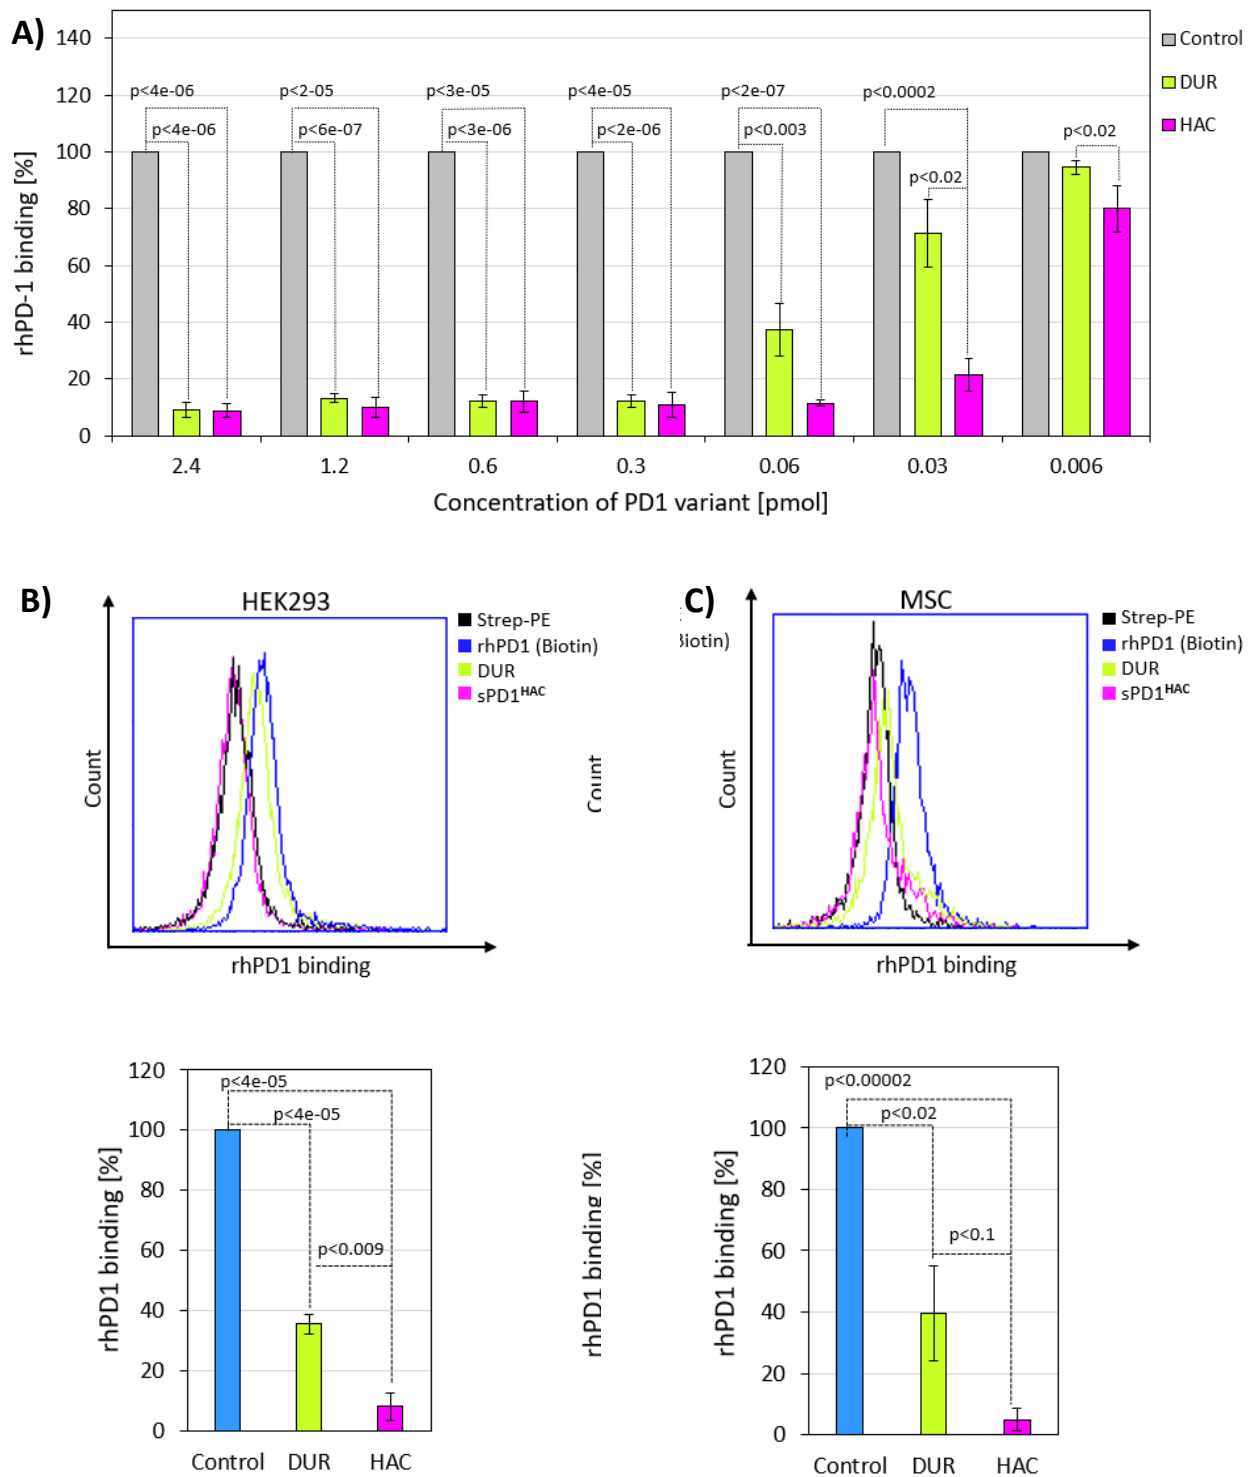 A)
140
120
100
80
60
40
20
0
rhPD-1 binding [%]
p<4e-06
p<2-05
p<3e-05
p<4e-05
p<2e-07
p<0.0002
p<4e-06
p<6e-07
p<3e-06
p<2e-06
p<0.003
p<0.02
p<0.02
Control
DUR
HAC
2.4 1.2 0.6 0.3 0.06 0.03 0.006
Concentration of PD1 variant [pmol]
B)
HEK293
Strep-PE
rhPD1 (Biotin)
DUR
sPD1HAC
Count
rhPD1 binding
Biotin)
Count
C)
MSC
Strep-PE
rhPD1 (Biotin)
DUR
sPD1HAC
Count
rhPD1 binding
120
100
80
60
40
20
0
rhPD1 binding [%]
p<4e-05
p<4e-05
p<0.009
Control DUR HAC
rhPD1 binding [%]
120
100
80
60
40
20
0
rhPD1 binding [%]
p<0.00002
p<0.02
p<0.1
Control DUR HAC